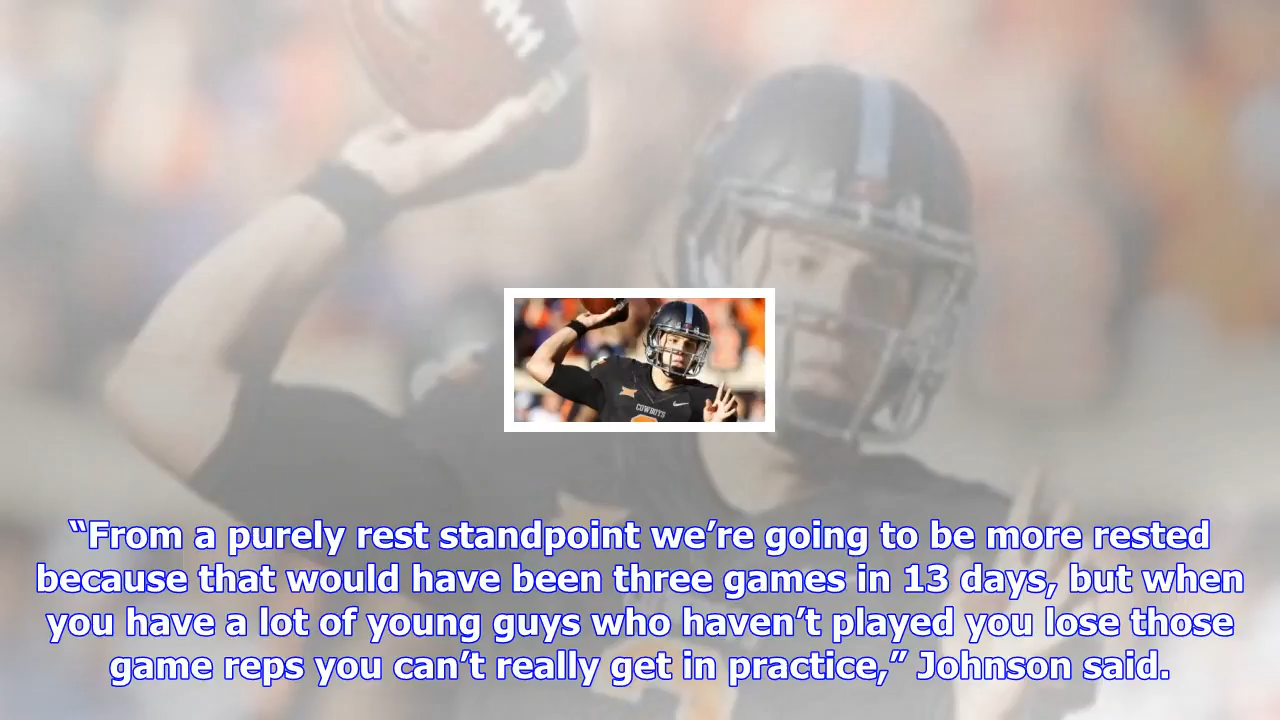 COWBOYS
“From a purely rest standpoint we’re going to be more rested
because that would have been three games in 13 days, but when
you have a lot of young guys who haven’t played you lose those
game reps you can’t really get in practice,” Johnson said.